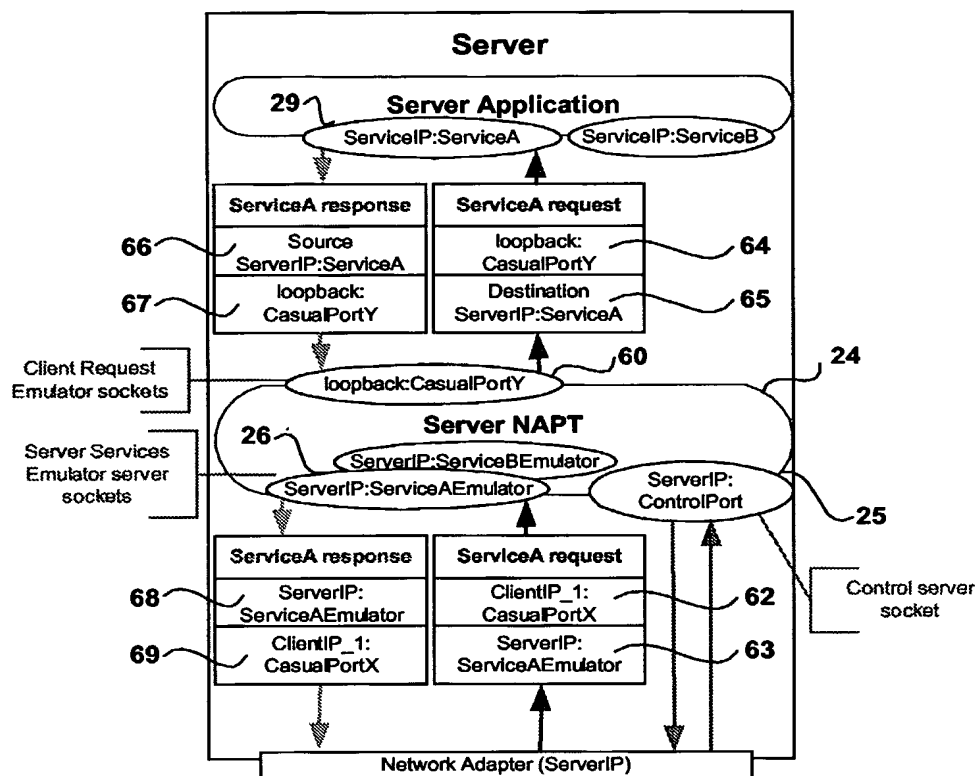 Server
29
Server Application
ServiceIP:ServiceA
ServiceIP:ServiceB
ServiceA response
ServiceA request
66
Source
ServerIP:ServiceA
loopback:
CasualPortY
64
67
loopback:
CasualPortY
Destination
ServerIP:ServiceA
65
Client Request
Emulator sockets
60
24
loopback:CasualPortY
Server NAPT
26
Server Services
Emulator server
sockets
ServerIP:ServiceBEmulator
ServerIP:ServiceAEmulator
ServerIP:
ControlPort
25
ServiceA response
ServiceA request
68
ServerIP:
ServiceAEmulator
ClientIP_1:
CasualPortX
62
69
ClientIP_1:
CasualPortX
ServerIP:
ServiceAEmulator
63
Control server
socket
Network Adapter (ServerIP)